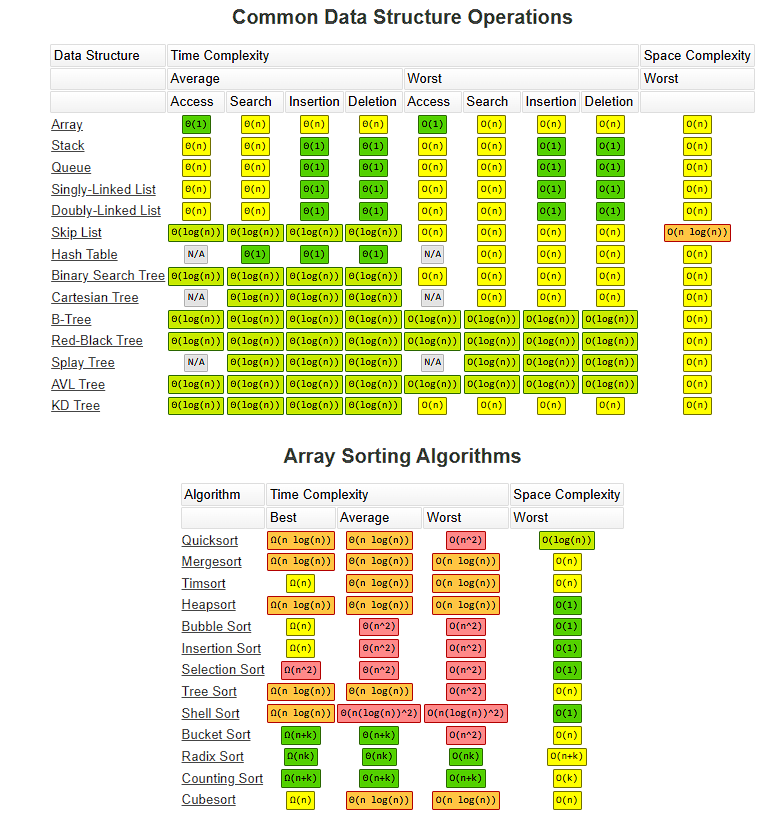 Common Data Structure Operations
Data Structure Time Complexity Space Complexity
Average Worst Worst
Access Search Insertion Deletion Access Search Insertion Deletion
Array Θ(1) Θ(n) Θ(n) Θ(n) O(1) O(n) O(n) O(n) O(n)
Stack Θ(n) Θ(n) Θ(1) Θ(1) O(n) O(n) O(1) O(1) O(n)
Queue Θ(n) Θ(n) Θ(1) Θ(1) O(n) O(n) O(1) O(1) O(n)
Singly-Linked List Θ(n) Θ(n) Θ(1) Θ(1) O(n) O(n) O(1) O(1) O(n)
Doubly-Linked List Θ(n) Θ(n) Θ(1) Θ(1) O(n) O(n) O(1) O(1) O(n)
Skip List Θ(log(n)) Θ(log(n)) Θ(log(n)) Θ(log(n)) O(n) O(n) O(n) O(n) O(n log(n))
Hash Table N/A Θ(1) Θ(1) Θ(1) N/A O(n) O(n) O(n) O(n)
Binary Search Tree Θ(log(n)) Θ(log(n)) Θ(log(n)) Θ(log(n)) O(n) O(n) O(n) O(n) O(n)
Cartesian Tree N/A Θ(log(n)) Θ(log(n)) Θ(log(n)) N/A O(n) O(n) O(n) O(n)
B-Tree Θ(log(n)) Θ(log(n)) Θ(log(n)) Θ(log(n)) O(log(n)) O(log(n)) O(log(n)) O(log(n)) O(n)
Red-Black Tree Θ(log(n)) Θ(log(n)) Θ(log(n)) Θ(log(n)) O(log(n)) O(log(n)) O(log(n)) O(log(n)) O(n)
Splay Tree N/A Θ(log(n)) Θ(log(n)) Θ(log(n)) N/A O(log(n)) O(log(n)) O(log(n)) O(n)
AVL Tree Θ(log(n)) Θ(log(n)) Θ(log(n)) Θ(log(n)) O(log(n)) O(log(n)) O(log(n)) O(log(n)) O(n)
KD Tree Θ(log(n)) Θ(log(n)) Θ(log(n)) Θ(log(n)) O(n) O(n) O(n) O(n) O(n)
Array Sorting Algorithms
Algorithm Time Complexity Space Complexity
Best Average Worst Worst
Quicksort Ω(n log(n)) Θ(n log(n)) O(n^2) O(log(n))
Mergesort Ω(n log(n)) Θ(n log(n)) O(n log(n)) O(n)
Timsort Ω(n) Θ(n log(n)) O(n log(n)) O(n)
Heapsort Ω(n log(n)) Θ(n log(n)) O(n log(n)) O(1)
Bubble Sort Ω(n) Θ(n^2) O(n^2) O(1)
Insertion Sort Ω(n) Θ(n^2) O(n^2) O(1)
Selection Sort Ω(n^2) Θ(n^2) O(n^2) O(1)
Tree Sort Ω(n log(n)) Θ(n log(n)) O(n^2) O(n)
Shell Sort Ω(n log(n)) Θ(n(log(n))^2) O(n(log(n))^2) O(1)
Bucket Sort Ω(n+k) Θ(n+k) O(n^2) O(n)
Radix Sort Ω(nk) Θ(nk) O(nk) O(n+k)
Counting Sort Ω(n+k) Θ(n+k) O(n+k) O(k)
Cubesort Ω(n) Θ(n log(n)) O(n log(n)) O(n)